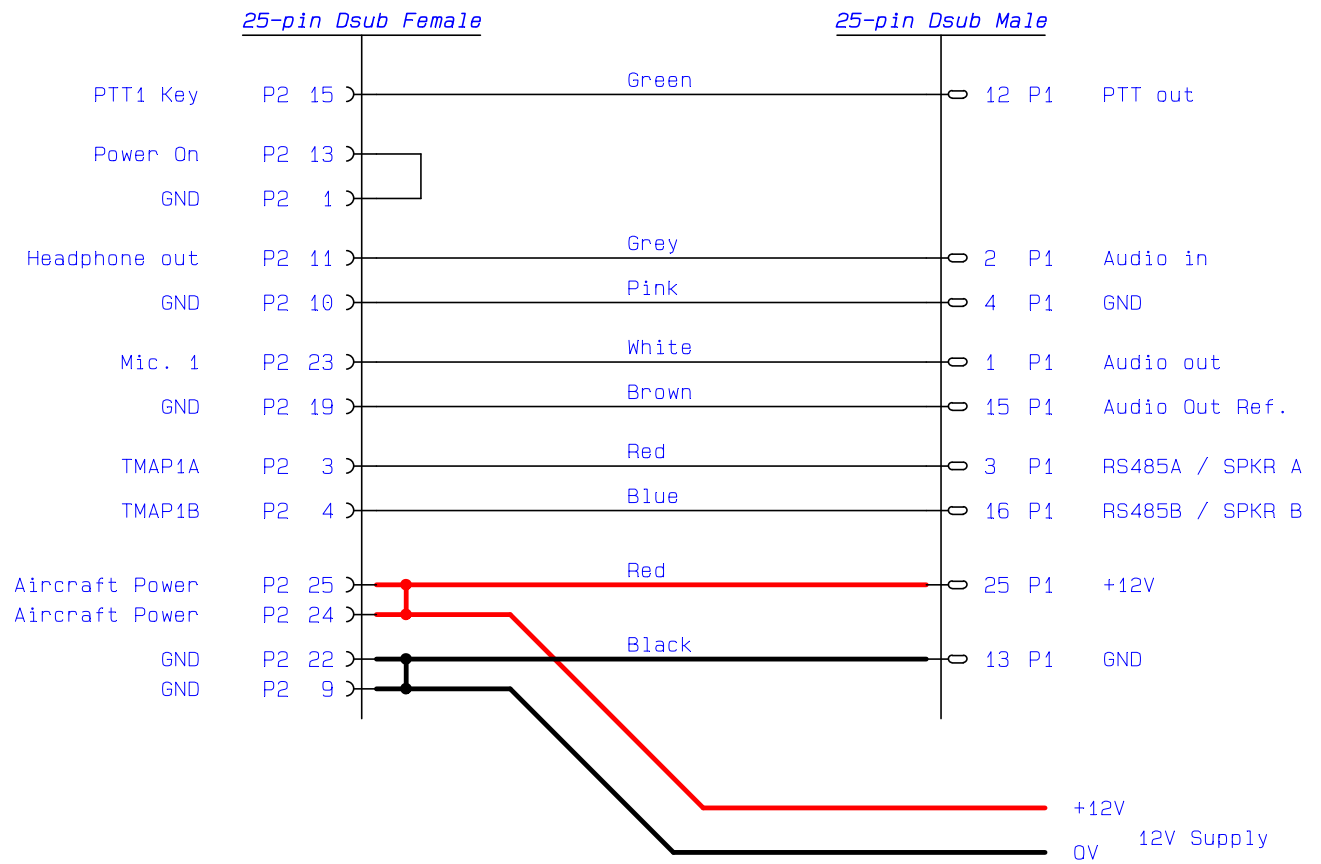 25-pin Dsub Female 25-pin Dsub Male
Green
PTT1 Key P2 15 12 P1 PTT out
Power On P2 13
GND P2 1
Grey
Headphone out P2 11 2 P1 Audio in
Pink
GND P2 10 4 P1 GND
White
Mic. 1 P2 23 1 P1 Audio out
Brown
GND P2 19 15 P1 Audio Out Ref.
Red
TMAP1A P2 3 3 P1 RS485A / SPKR A
Blue
TMAP1B P2 4 16 P1 RS485B / SPKR B
Red
Aircraft Power P2 25 25 P1 +12V
Aircraft Power P2 24
Black
GND P2 22 13 P1 GND
GND P2 9
+12V
12V Supply
0V